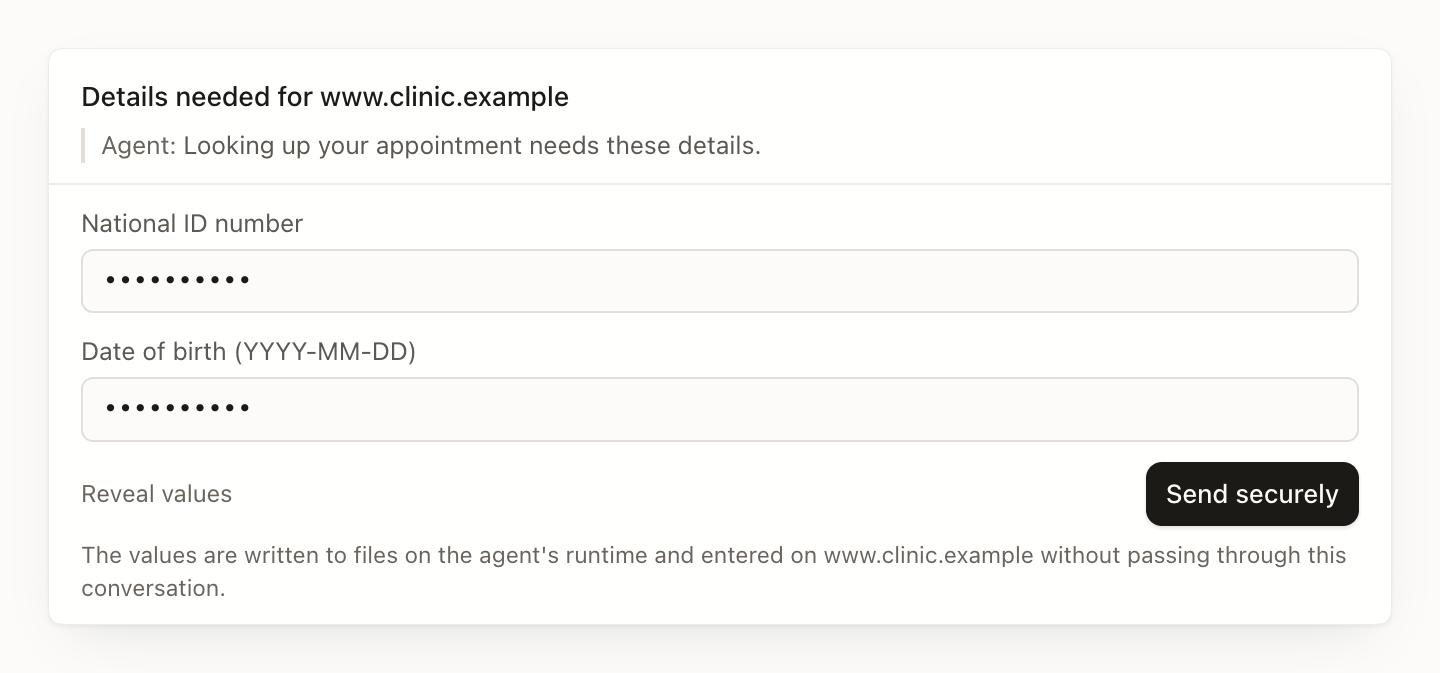 Details needed for www.clinic.example
Agent: Looking up your appointment needs these details.
National ID number
••••••••••
Date of birth (YYYY-MM-DD)
••••••••••
Reveal values
Send securely
The values are written to files on the agent's runtime and entered on www.clinic.example without passing through this
conversation.